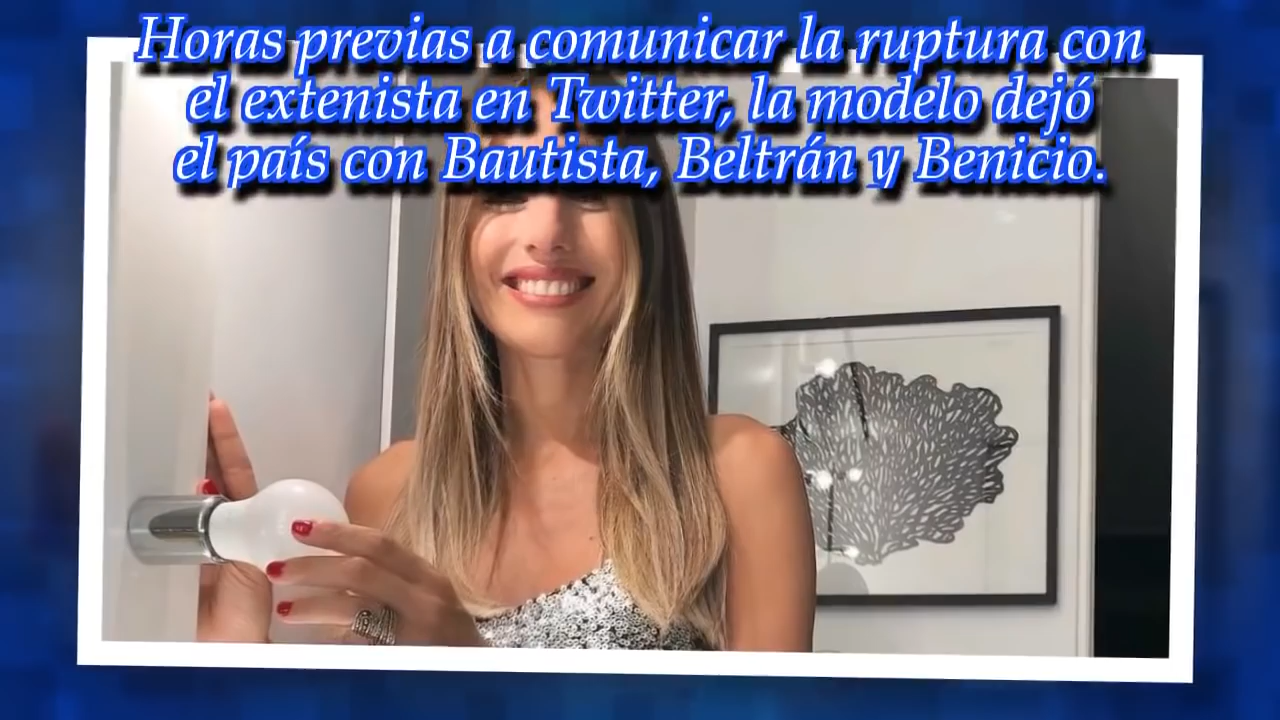 Horas previas a comunicar la ruptura con
el extenista en Twitter, la modelo dejó
el país con Bautista, Beltrán y Benicio.